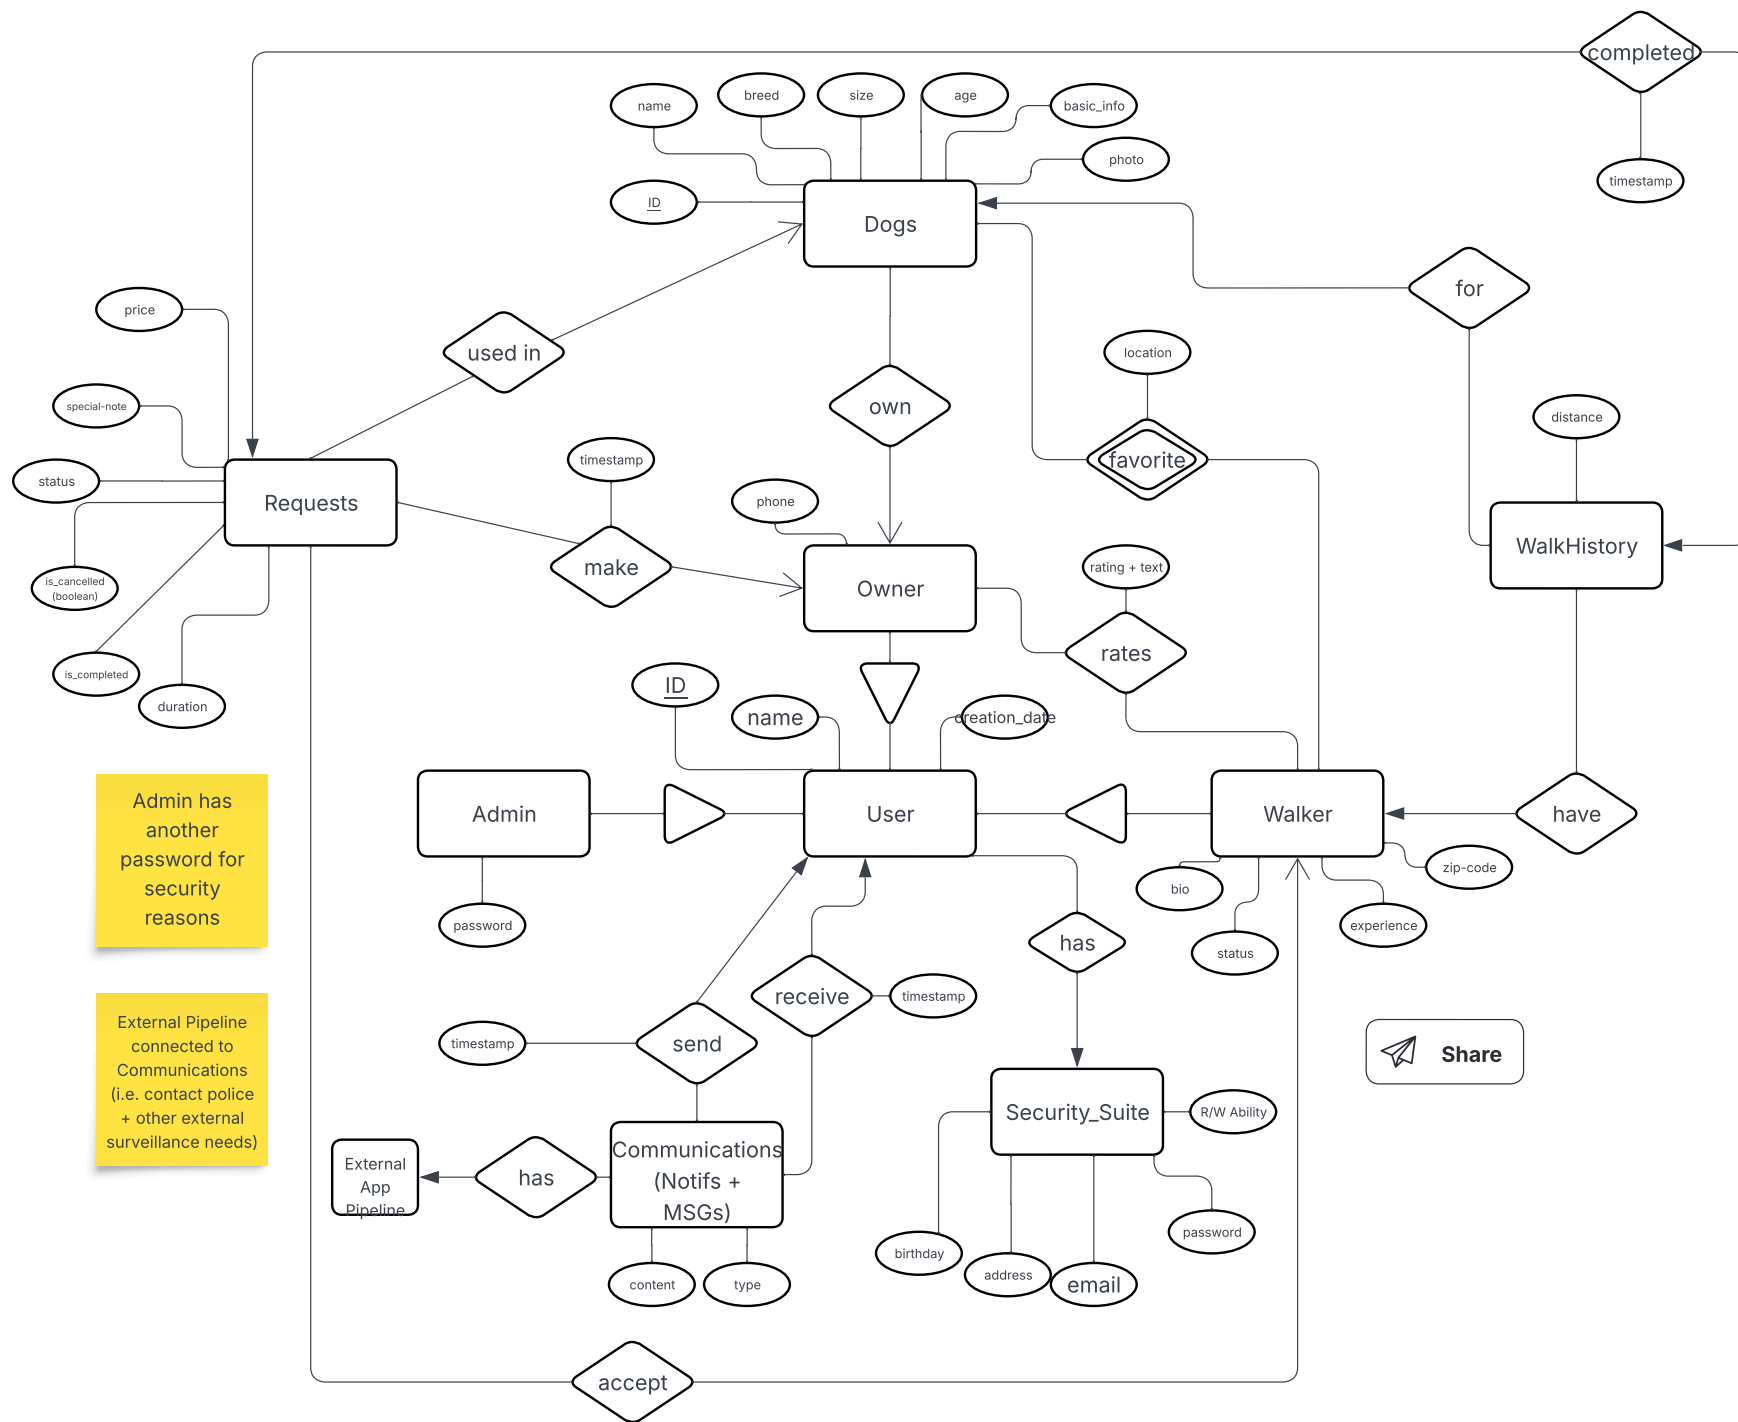 completed
name
breed
size
age
basic_info
photo
timestamp
ID
Dogs
for
price
used in
location
special-note
own
distance
timestamp
favorite
status
phone
Requests
WalkHistory
make
rating + text
is_cancelled
(boolean)
Owner
rates
is_completed
duration
ID
name
creation_date
Admin has
another
password for
security
reasons
Admin
User
Walker
have
zip-code
bio
password
experience
has
status
receive
timestamp
External Pipeline
connected to
Communications
(i.e. contact police
+ other external
surveillance needs)
timestamp
send
Share
Security_Suite
R/W Ability
Communications
(Notifs +
MSGs)
External
App
Pipeline
has
password
birthday
address
email
content
type
accept